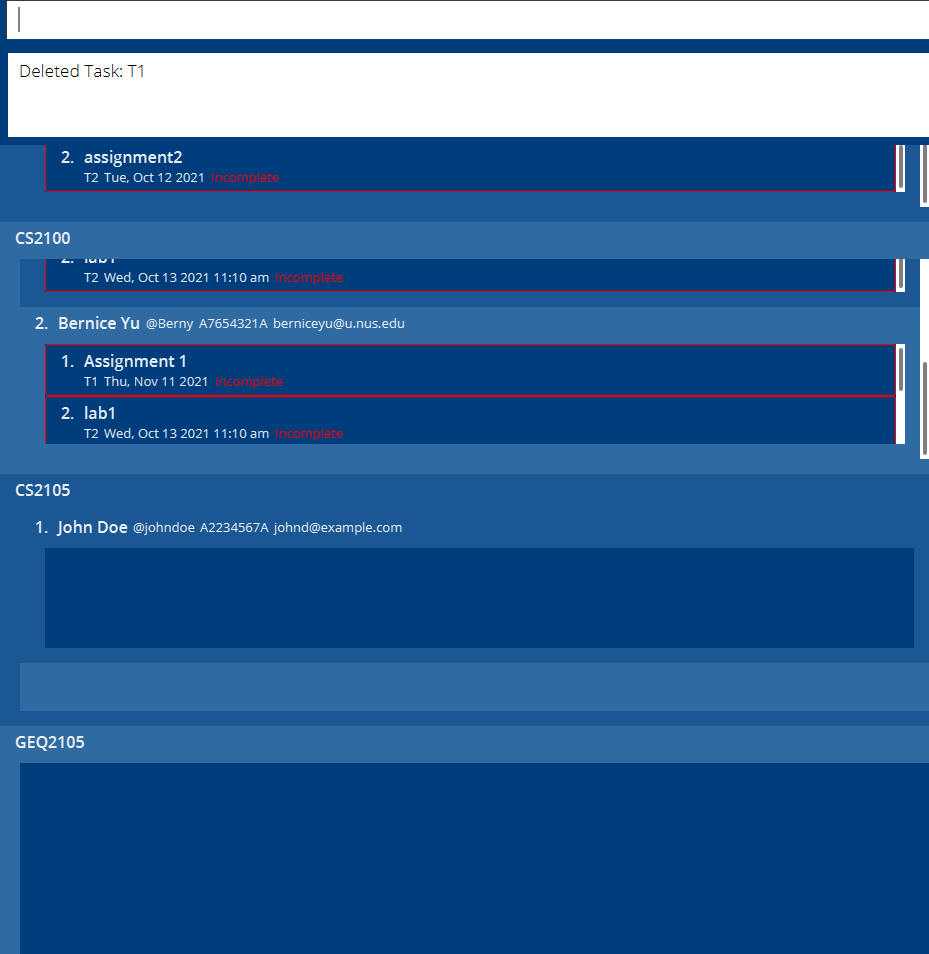 Deleted Task: T1
2. assignment2
T2 Tue, Oct 12 2021 Incomplete
CS2100
2. lab1
T2 Wed, Oct 13 2021 11:10 am Incomplete
2. Bernice Yu @Berny A7654321A berniceyu@u.nus.edu
1. Assignment 1
T1 Thu, Nov 11 2021 Incomplete
2. lab1
T2 Wed, Oct 13 2021 11:10 am Incomplete
CS2105
1. John Doe @johndoe A2234567A johnd@example.com
GEQ2105